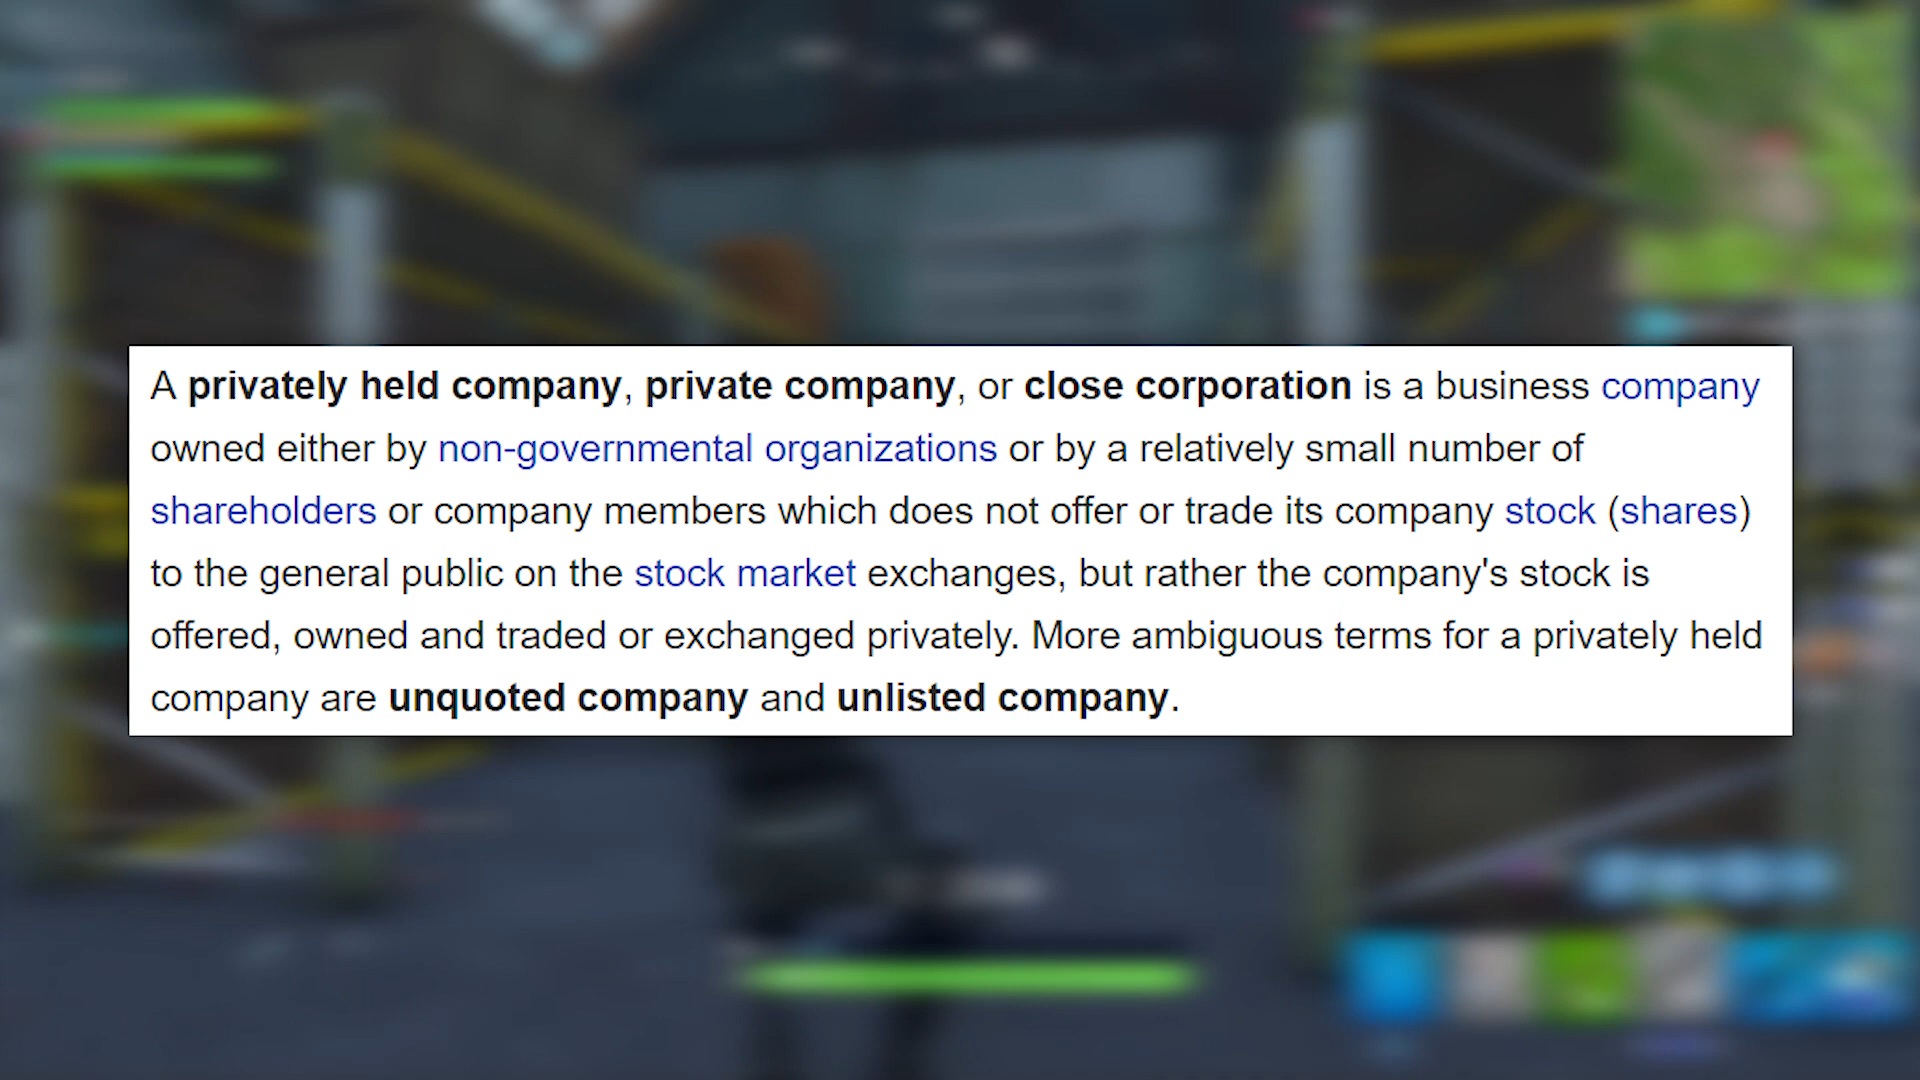 A privately held company, private company, or close corporation is a business company
owned either by non-governmental organizations or by a relatively small number of
shareholders or company members which does not offer or trade its company stock (shares)
to the general public on the stock market exchanges, but rather the company's stock is
offered, owned and traded or exchanged privately. More ambiguous terms for a privately held
company are unquoted company and unlisted company.